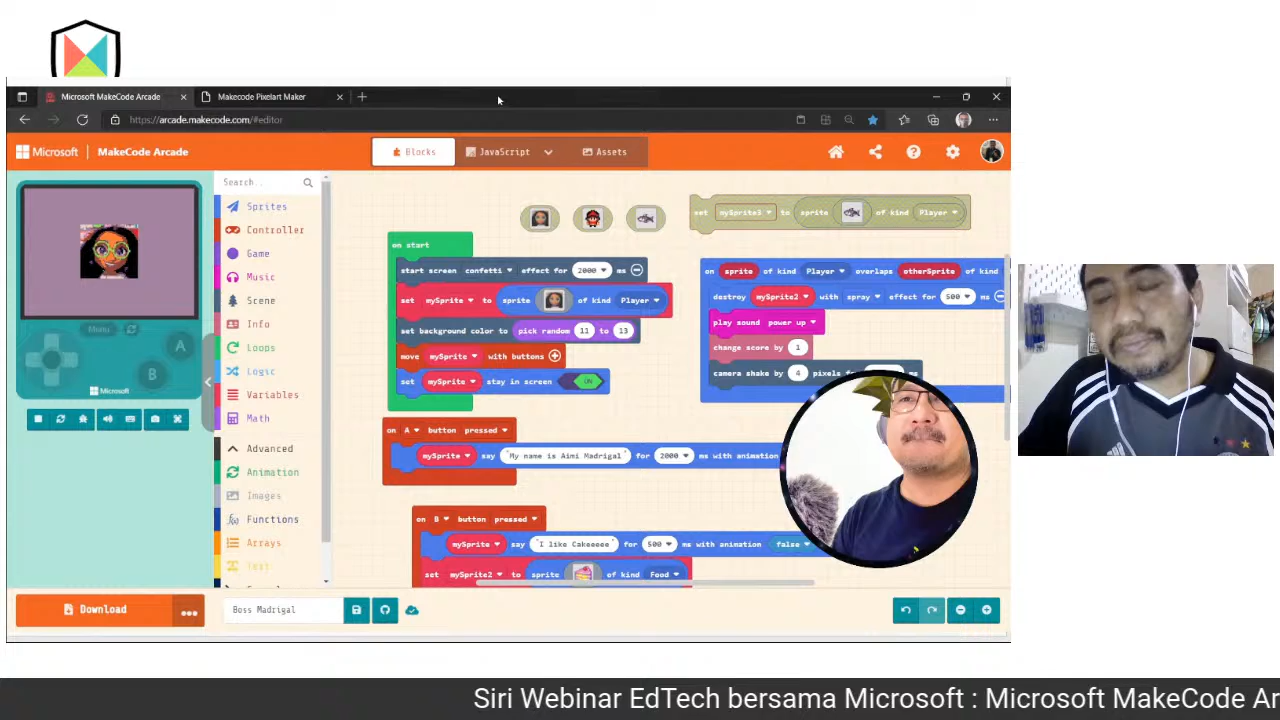 Microsoft MakeCode Arcade
Makecode Pixelart Maker
https://arcade.makecode.com/#editor
Microsoft | MakeCode Arcade
Blocks
JavaScript
Assets
Search..
Sprites
Controller
Game
Music
Scene
Info
Loops
Logic
Variables
Math
Advanced
Animation
Images
Functions
Arrays
Text
Menu
A
B
Microsoft
set mySprite3 to sprite of kind Player
on start
start screen confetti effect for 2000 ms
set mySprite to sprite of kind Player
set background color to pick random 11 to 13
move mySprite with buttons
set mySprite stay in screen ON
on sprite of kind Player overlaps otherSprite of kind
destroy mySprite2 with spray effect for 500 ms
play sound power up
change score by 1
camera shake by 4 pixels
ms
on A button pressed
mySprite say "My name is Aimi Madrigal" for 2000 ms with animation
on B button pressed
mySprite say "I like Cakeeeee" for 500 ms with animation false
set mySprite2 to sprite of kind Food
Download
Boss Madrigal
Siri Webinar EdTech bersama Microsoft : Microsoft MakeCode Ar